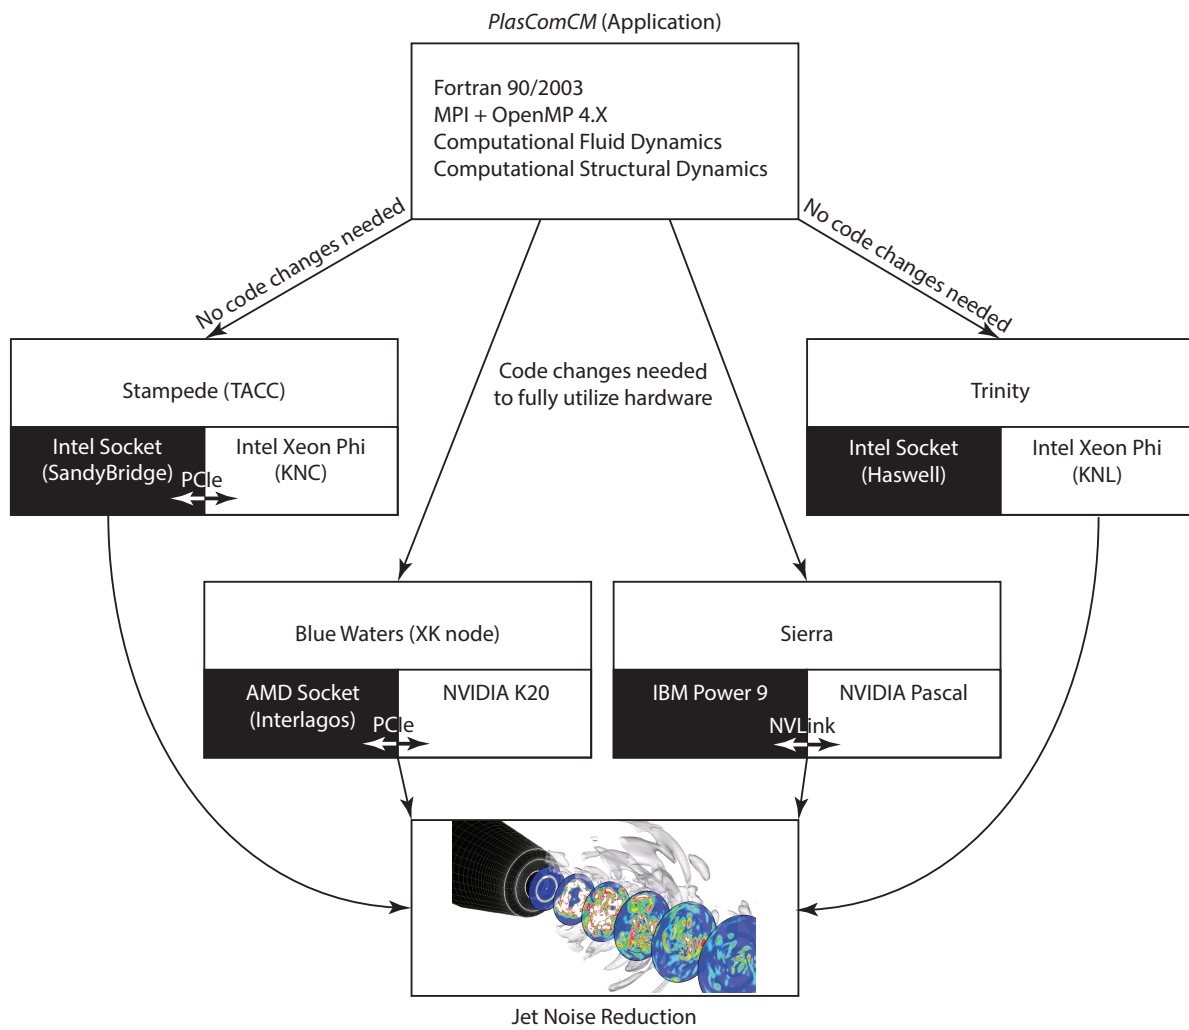 PlasComCM (Application)
Fortran 90/2003
MPI + OpenMP 4.X
Computational Fluid Dynamics
Computational Structural Dynamics
No code changes needed
No code changes needed
Code changes needed
to fully utilize hardware
Stampede (TACC)
Intel Socket
(SandyBridge)
Intel Xeon Phi
(KNC)
PCIe
Trinity
Intel Socket
(Haswell)
Intel Xeon Phi
(KNL)
Blue Waters (XK node)
AMD Socket
(Interlagos)
NVIDIA K20
PCIe
Sierra
IBM Power 9
NVIDIA Pascal
NVLink
Jet Noise Reduction